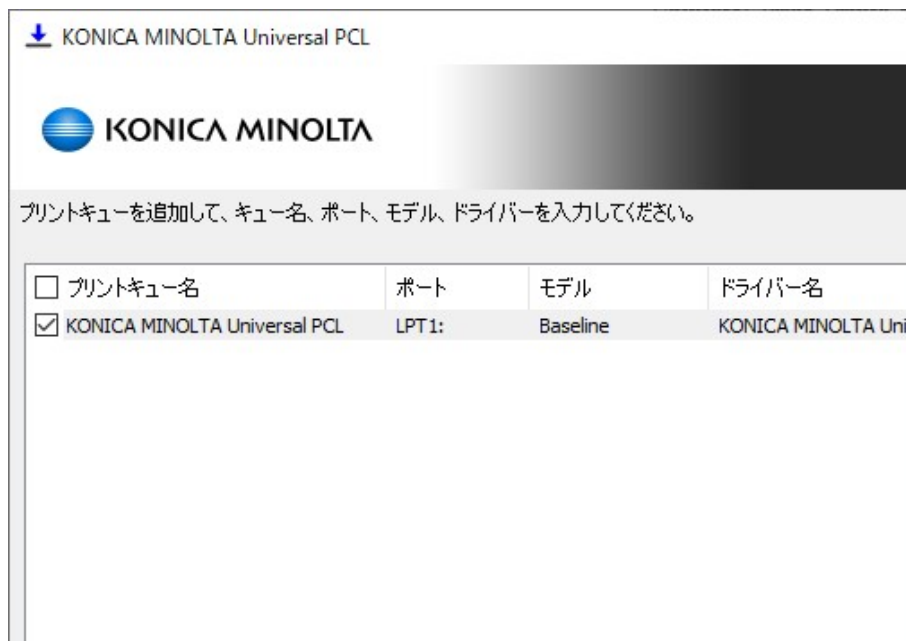 KONICA MINOLTA Universal PCL
KONICA MINOLTA
プリントキューを追加して、キュー名、ポート、モデル、ドライバーを入力してください。
プリントキュー名 ポート モデル ドライバー名
KONICA MINOLTA Universal PCL LPT1: Baseline KONICA MINOLTA Uni